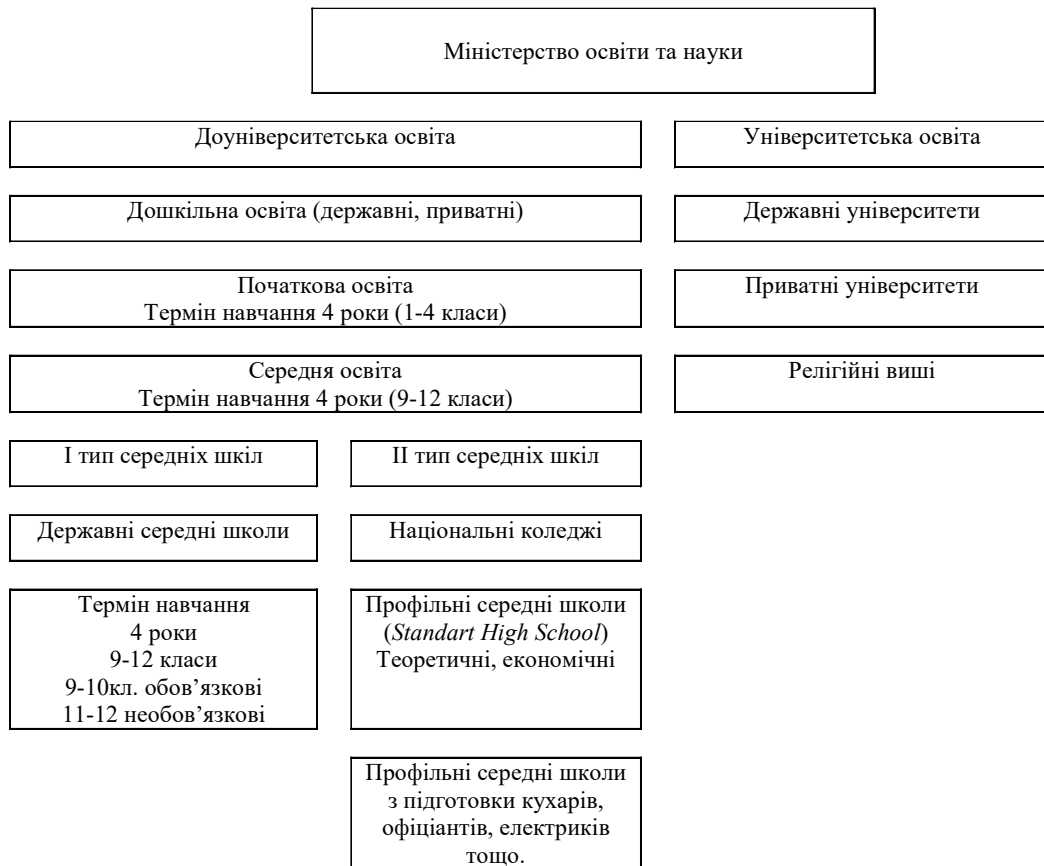 Міністерство освіти та науки
Доуніверситетська освіта
Університетська освіта
Дошкільна освіта (державні, приватні)
Державні університети
Початкова освіта
Термін навчання 4 роки (1-4 класи)
Приватні університети
Середня освіта
Термін навчання 4 роки (9-12 класи)
Релігійні виші
І тип середніх шкіл
ІІ тип середніх шкіл
Державні середні школи
Національні коледжі
Термін навчання
4 роки
9-12 класи
9-10кл. обов’язкові
11-12 необов’язкові
Профільні середні школи
(Standart High School)
Теоретичні, економічні
Профільні середні школи
з підготовки кухарів,
офіціантів, електриків
тощо.